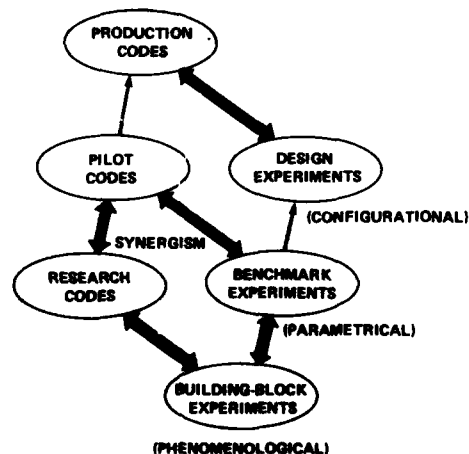 PRODUCTION
CODES
PILOT
CODES
DESIGN
EXPERIMENTS
(CONFIGURATIONAL)
SYNERGISM
RESEARCH
CODES
BENCHMARK
EXPERIMENTS
(PARAMETRICAL)
BUILDING-BLOCK
EXPERIMENTS
(PHENOMENOLOGICAL)